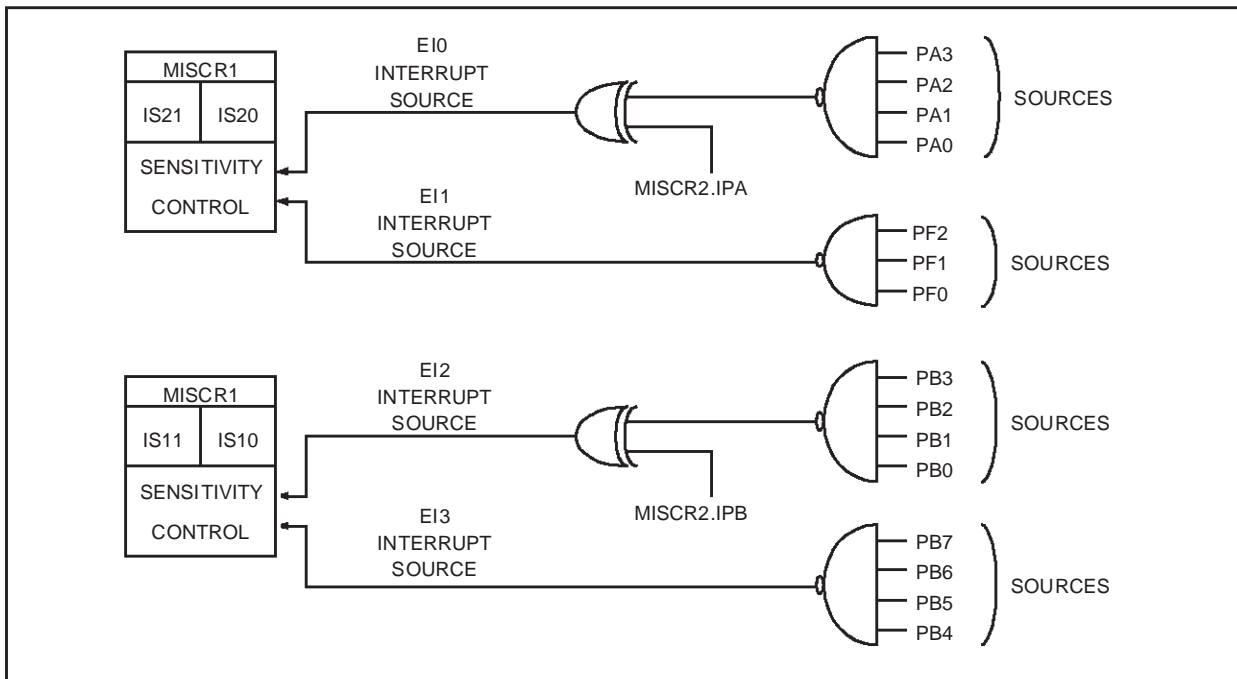 MISCR1
IS21 IS20
SENSITIVITY
CONTROL
EI0
INTERRUPT
SOURCE
MISCR2.IPA
PA3
PA2
PA1
PA0
SOURCES
EI1
INTERRUPT
SOURCE
PF2
PF1
PF0
SOURCES
MISCR1
IS11 IS10
SENSITIVITY
CONTROL
EI2
INTERRUPT
SOURCE
MISCR2.IPB
PB3
PB2
PB1
PB0
SOURCES
EI3
INTERRUPT
SOURCE
PB7
PB6
PB5
PB4
SOURCES